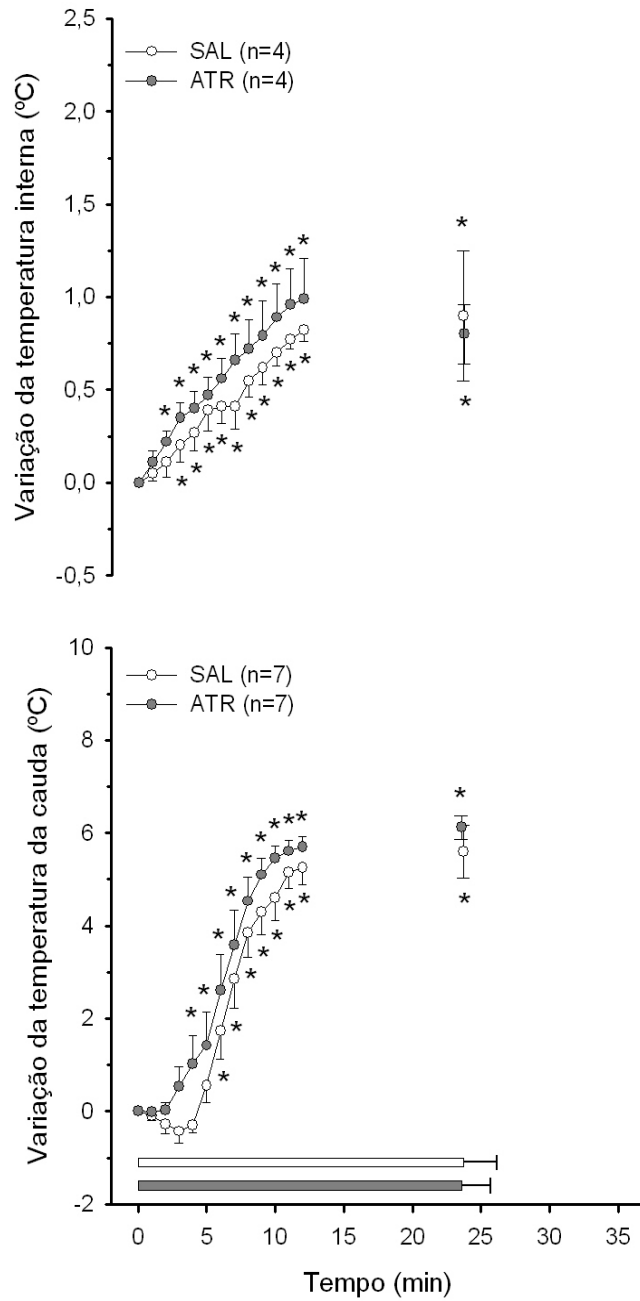 Variação da temperatura interna (ºC)
2,5
2,0
1,5
1,0
0,5
0,0
-0,5
SAL (n=4)
ATR (n=4)
* * * * * * * * * * *
* * * * * * * * * *
*
*
Variação da temperatura da cauda (ºC)
10
8
6
4
2
0
-2
SAL (n=7)
ATR (n=7)
* * * * * * * * *
* * * * * * *
*
*
0 5 10 15 20 25 30 35
Tempo (min)